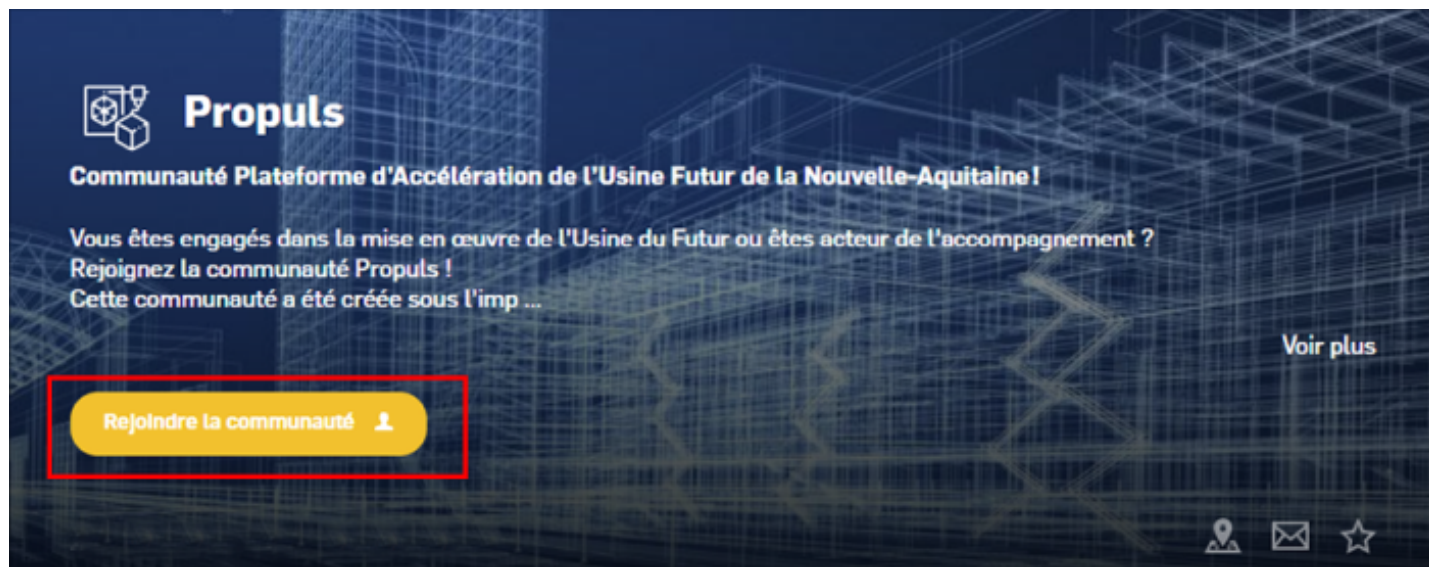 Propuls
Communauté Plateforme d'Accélération de l'Usine Futur de la Nouvelle-Aquitaine!
Vous êtes engagés dans la mise en œuvre de l'Usine du Futur ou êtes acteur de l'accompagnement ?
Rejoignez la communauté Propuls !
Cette communauté a été créée sous l'imp ...
Voir plus
Rejoindre la communauté